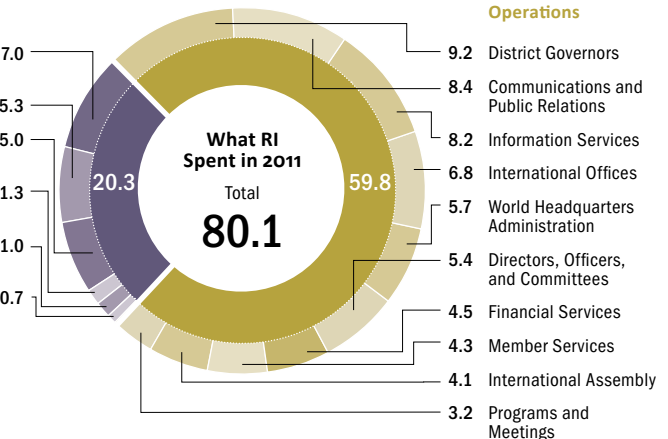 Operations
7.0
5.3
5.0
1.3
1.0
0.7
What RI
Spent in 2011
Total
80.1
20.3
59.8
9.2 District Governors
8.4 Communications and
Public Relations
8.2 Information Services
6.8 International Offices
5.7 World Headquarters
Administration
5.4 Directors, Officers,
and Committees
4.5 Financial Services
4.3 Member Services
4.1 International Assembly
3.2 Programs and
Meetings